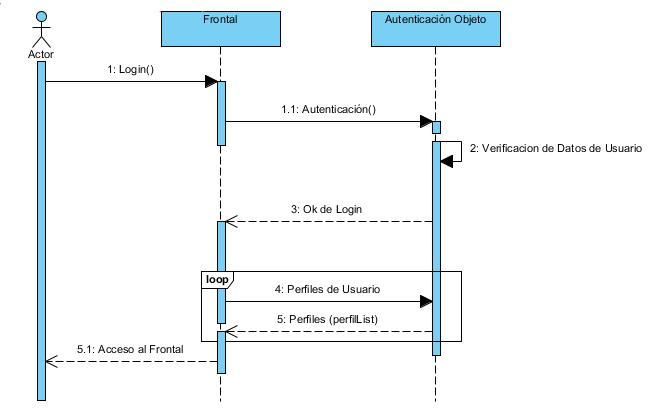 Frontal
Autenticación Objeto
Actor
1: Login()
1.1: Autenticación()
2: Verificacion de Datos de Usuario
3: Ok de Login
loop
4: Perfiles de Usuario
5: Perfiles (perfilList)
5.1: Acceso al Frontal